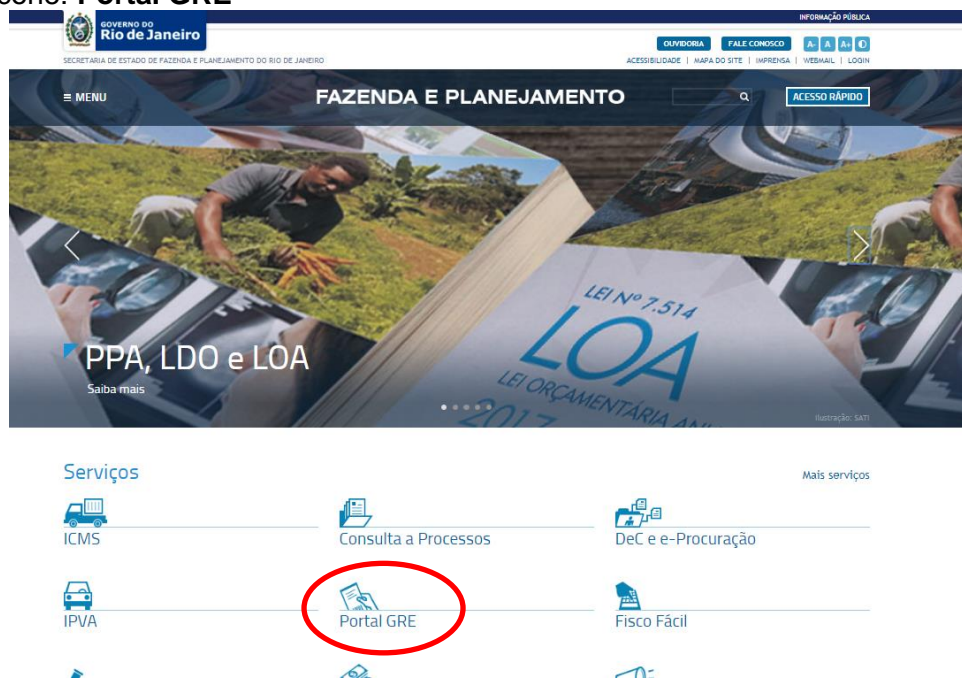 ícone: Portal GRE
INFORMAÇÃO PÚBLICA
GOVERNO DO
Rio de Janeiro
OUVIDORIA FALE CONOSCO A- A A+
SECRETARIA DE ESTADO DE FAZENDA E PLANEJAMENTO DO RIO DE JANEIRO
ACESSIBILIDADE | MAPA DO SITE | IMPRENSA | WEBMAIL | LOGIN
≡ MENU
FAZENDA E PLANEJAMENTO
ACESSO RÁPIDO
LEI Nº 7.514
LOA
LEI ORÇAMENTÁRIA
2017
PPA, LDO e LOA
Saiba mais
Ilustração: SATI
Serviços
Mais serviços
ICMS
Consulta a Processos
DeC e e-Procuração
IPVA
Portal GRE
Fisco Fácil